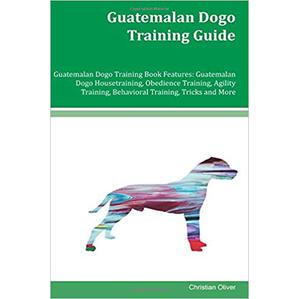 Guatemalan Dogo
Training Guide
Guatemalan Dogo Training Book Features: Guatemalan
Dogo Housetraining, Obedience Training, Agility
Training, Behavioral Training, Tricks and More
Christian Oliver